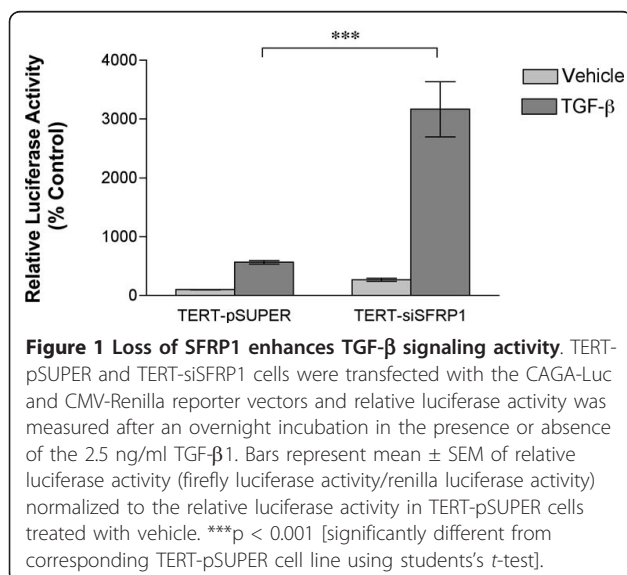 ***
Vehicle
TGF-β
Relative Luciferase Activity
(% Control)
4000
3000
2000
1000
0
TERT-pSUPER
TERT-siSFRP1
Figure 1 Loss of SFRP1 enhances TGF-β signaling activity. TERT-
pSUPER and TERT-siSFRP1 cells were transfected with the CAGA-Luc
and CMV-Renilla reporter vectors and relative luciferase activity was
measured after an overnight incubation in the presence or absence
of the 2.5 ng/ml TGF-β1. Bars represent mean ± SEM of relative
luciferase activity (firefly luciferase activity/renilla luciferase activity)
normalized to the relative luciferase activity in TERT-pSUPER cells
treated with vehicle. ***p < 0.001 [significantly different from
corresponding TERT-pSUPER cell line using students's t-test].